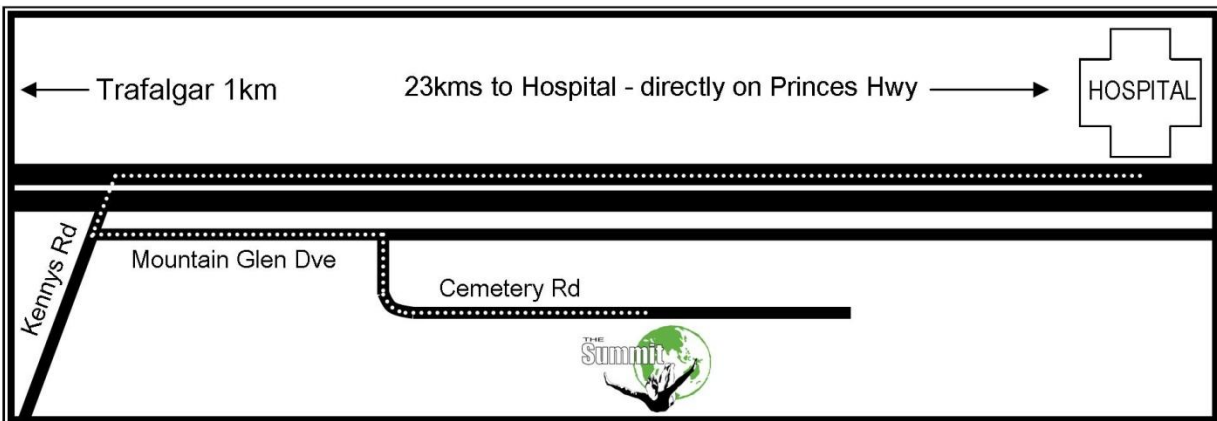 Trafalgar 1km
23kms to Hospital - directly on Princes Hwy
HOSPITAL
Kennys Rd
Mountain Glen Dve
Cemetery Rd
THE
Summit